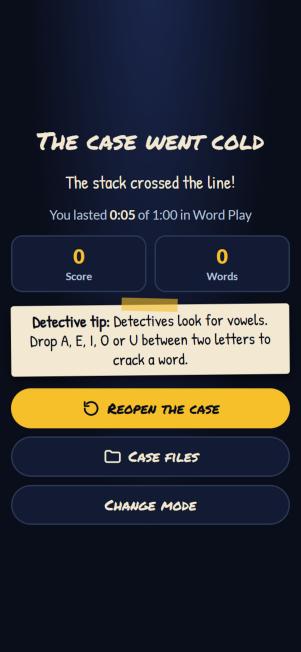 The case went cold
The stack crossed the line!
You lasted 0:05 of 1:00 in Word Play
0
Score
0
Words
Detective tip: Detectives look for vowels.
Drop A, E, I, O or U between two letters to
crack a word.
Reopen the case
Case files
Change mode